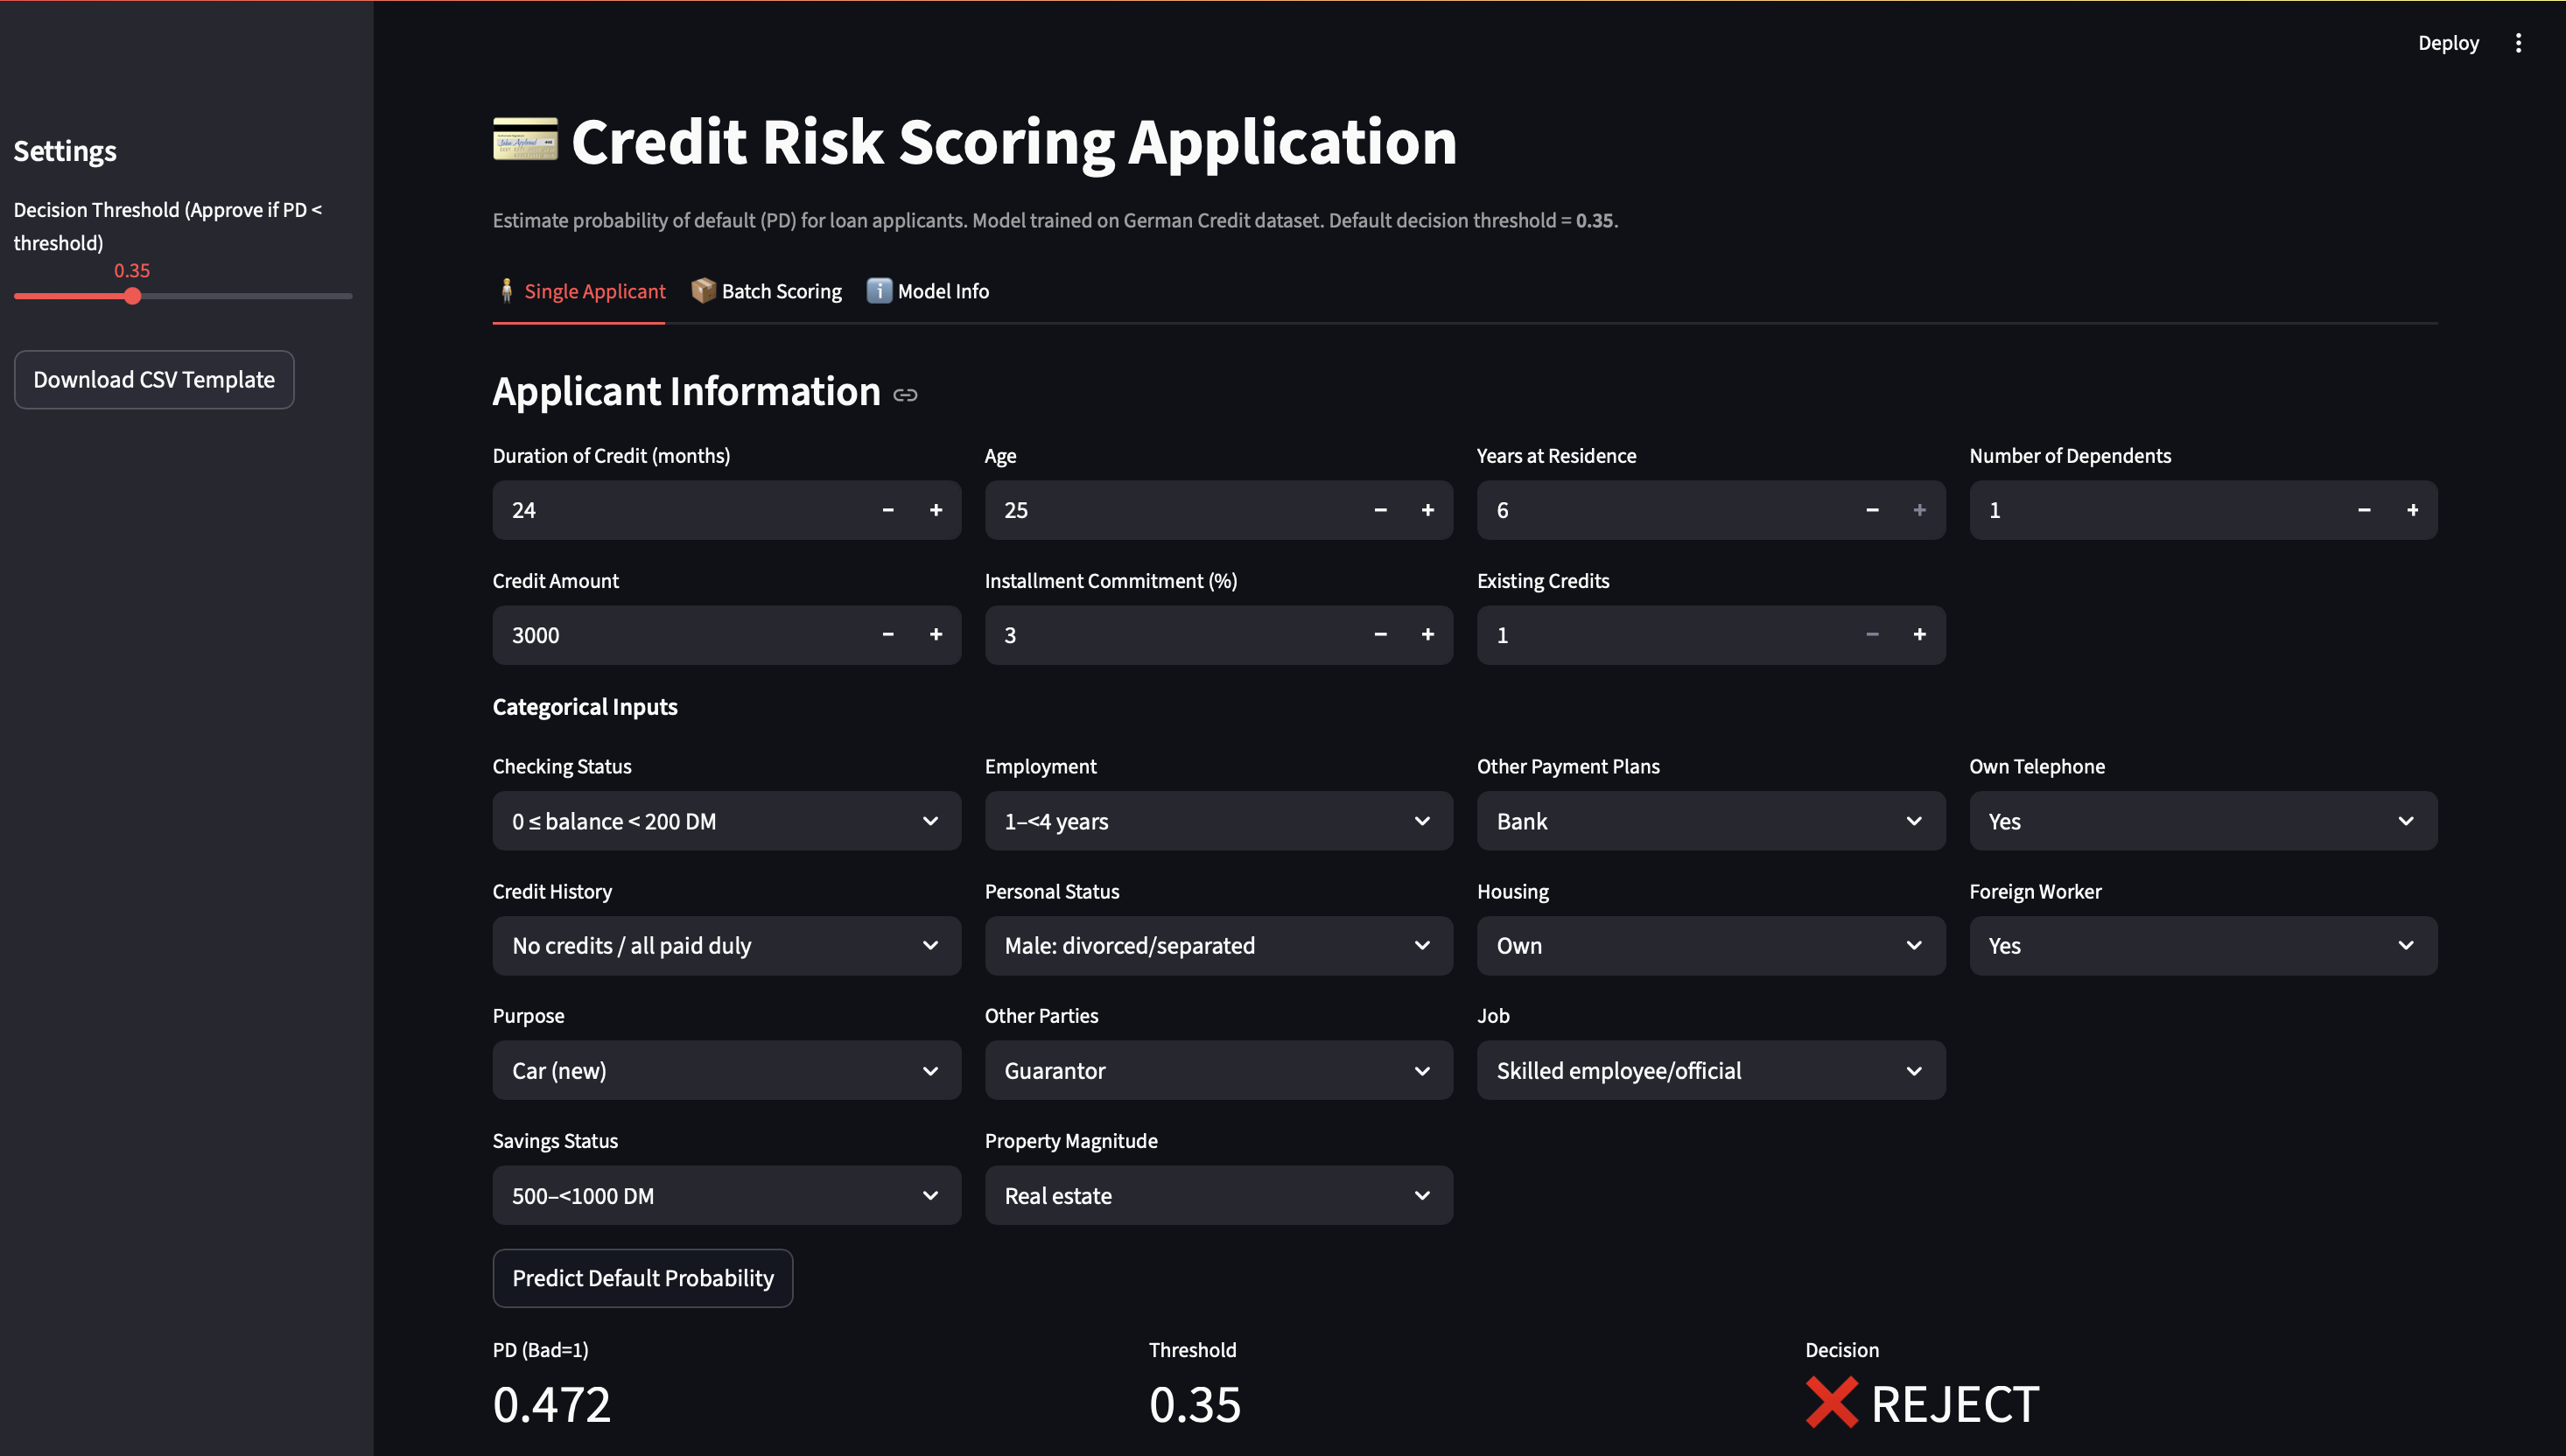 Deploy
Settings
Decision Threshold (Approve if PD <
threshold)
0.35
Download CSV Template
💳 Credit Risk Scoring Application
Estimate probability of default (PD) for loan applicants. Model trained on German Credit dataset. Default decision threshold = 0.35.
Single Applicant
Batch Scoring
Model Info
Applicant Information
Duration of Credit (months)
Age
Years at Residence
Number of Dependents
24
25
6
1
Credit Amount
Installment Commitment (%)
Existing Credits
3000
3
1
Categorical Inputs
Checking Status
Employment
Other Payment Plans
Own Telephone
0 ≤ balance < 200 DM
1–<4 years
Bank
Yes
Credit History
Personal Status
Housing
Foreign Worker
No credits / all paid duly
Male: divorced/separated
Own
Yes
Purpose
Other Parties
Job
Car (new)
Guarantor
Skilled employee/official
Savings Status
Property Magnitude
500–<1000 DM
Real estate
Predict Default Probability
PD (Bad=1)
Threshold
Decision
0.472
0.35
❌ REJECT